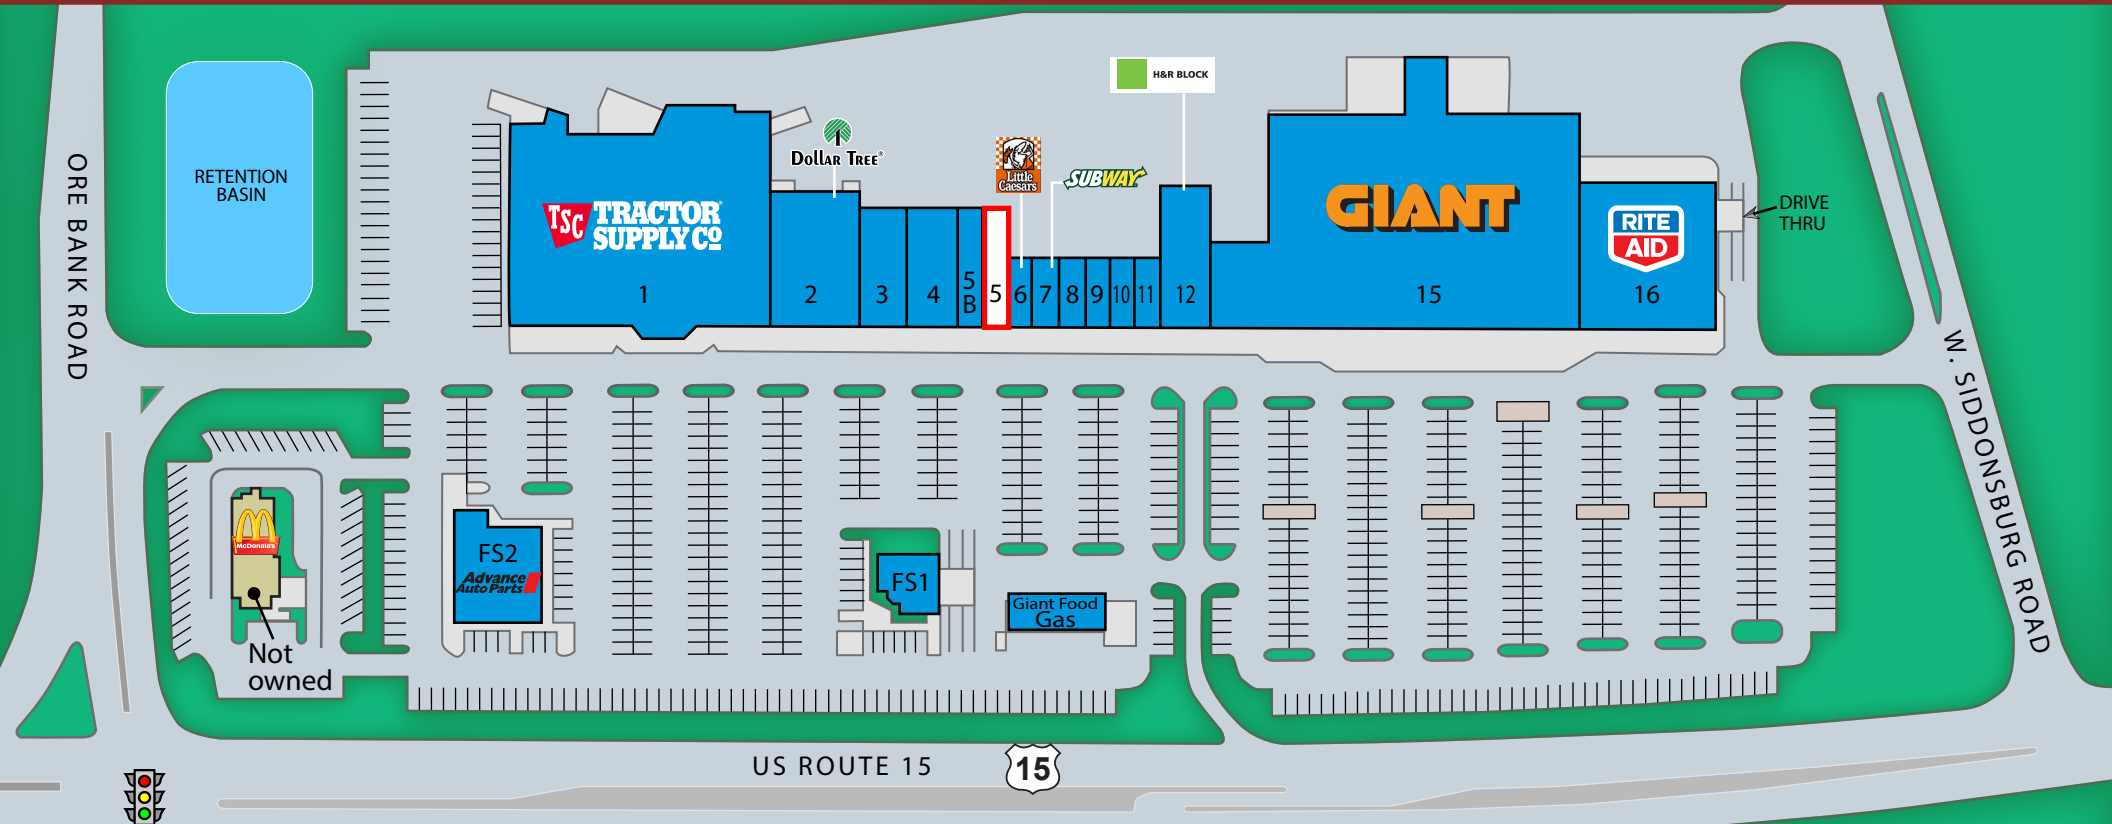 H&R BLOCK
DOLLAR TREE®
Little
Caesars
SUBWAY
RETENTION
BASIN
ORE BANK ROAD
TSC TRACTOR
SUPPLY CO
GIANT
RITE
AID
DRIVE
THRU
1
2
3
4
5
B
5
6
7
8
9
10
11
12
15
16
W. SIDDONSBURG ROAD
McDonald's
Not
owned
FS2
Advance
Auto Parts
FS1
Giant Food
Gas
US ROUTE 15
15